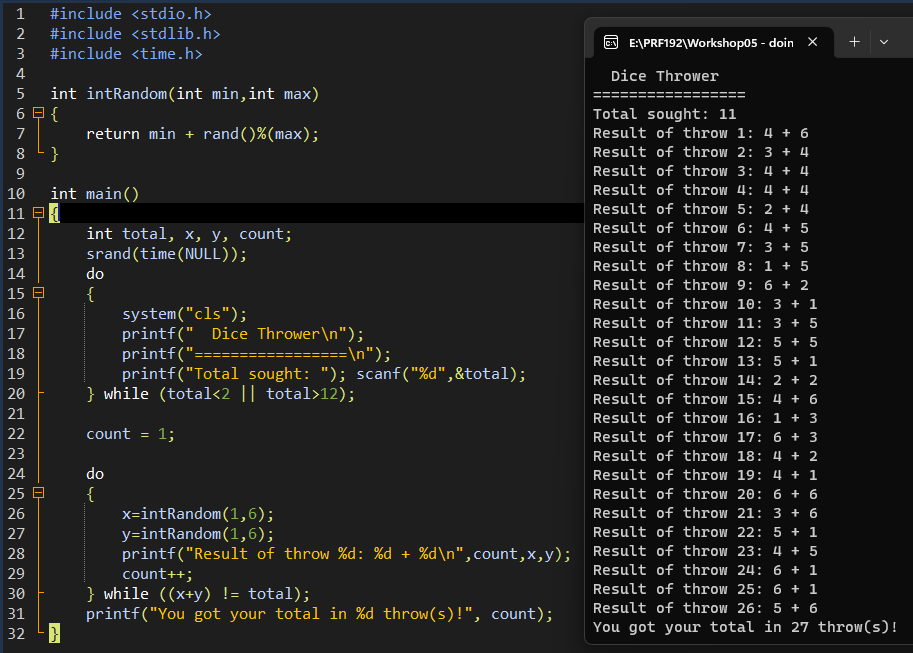 1 #include <stdio.h>
2 #include <stdlib.h>
3 #include <time.h>
4
5 int intRandom(int min,int max)
6 {
7 return min + rand()%(max);
8 }
9
10 int main()
11 {
12 int total, x, y, count;
13 srand(time(NULL));
14 do
15 {
16 system("cls");
17 printf("  Dice Thrower\n");
18 printf("=================\n");
19 printf("Total sought: "); scanf("%d",&total);
20 } while (total<2 || total>12);
21
22 count = 1;
23
24 do
25 {
26 x=intRandom(1,6);
27 y=intRandom(1,6);
28 printf("Result of throw %d: %d + %d\n",count,x,y);
29 count++;
30 } while ((x+y) != total);
31 printf("You got your total in %d throw(s)!", count);
32 }
E:\PRF192\Workshop05 - doin
Dice Thrower
=================
Total sought: 11
Result of throw 1: 4 + 6
Result of throw 2: 3 + 4
Result of throw 3: 4 + 4
Result of throw 4: 4 + 4
Result of throw 5: 2 + 4
Result of throw 6: 4 + 5
Result of throw 7: 3 + 5
Result of throw 8: 1 + 5
Result of throw 9: 6 + 2
Result of throw 10: 3 + 1
Result of throw 11: 3 + 5
Result of throw 12: 5 + 5
Result of throw 13: 5 + 1
Result of throw 14: 2 + 2
Result of throw 15: 4 + 6
Result of throw 16: 1 + 3
Result of throw 17: 6 + 3
Result of throw 18: 4 + 2
Result of throw 19: 4 + 1
Result of throw 20: 6 + 6
Result of throw 21: 3 + 6
Result of throw 22: 5 + 1
Result of throw 23: 4 + 5
Result of throw 24: 6 + 1
Result of throw 25: 6 + 1
Result of throw 26: 5 + 6
You got your total in 27 throw(s)!